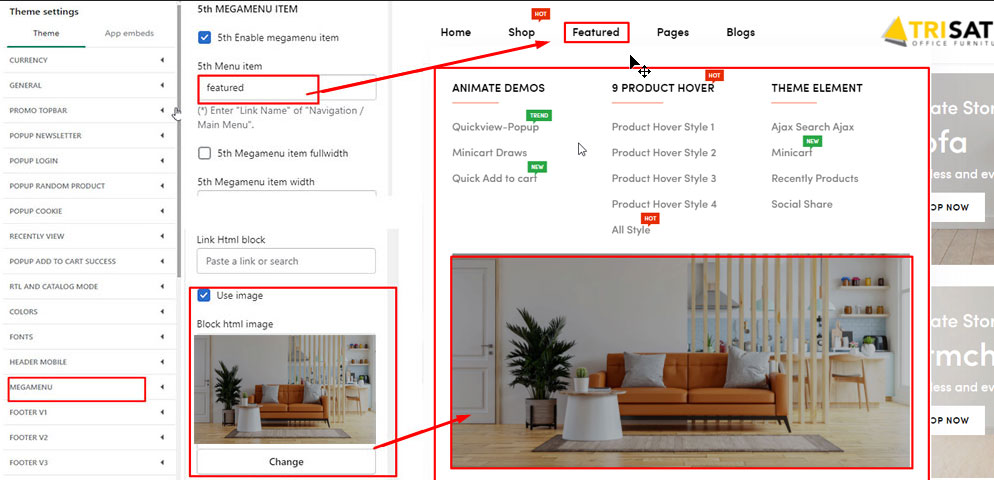 Theme settings
Theme
App embeds
CURRENCY
GENERAL
PROMO TOPBAR
POPUP NEWSLETTER
POPUP LOGIN
POPUP RANDOM PRODUCT
POPUP COOKIE
RECENTLY VIEW
POPUP ADD TO CART SUCCESS
RTL AND CATALOG MODE
COLORS
FONTS
HEADER MOBILE
MEGAMENU
FOOTER V1
FOOTER V2
FOOTER V3
5th MEGAMENU ITEM
5th Enable megamenu item
5th Menu item
featured
(*) Enter "Link Name" of "Navigation /
Main Menu".
5th Megamenu item fullwidth
5th Megamenu item width
Link Html block
Paste a link or search
Use image
Block html image
Change
Home
HOT
Shop
Featured
Pages
Blogs
TRISAT
OFFICE FURNITU
ANIMATE DEMOS
TREND
Quickview-Popup
Minicart Draws
NEW
Quick Add to cart
HOT
9 PRODUCT HOVER
Product Hover Style 1
Product Hover Style 2
Product Hover Style 3
Product Hover Style 4
HOT
All Style
THEME ELEMENT
Ajax Search Ajax
NEW
Minicart
Recently Products
Social Share
ate Stor
ofa
less and ev
OP NOW
ate Stor
rmch
less and ev
OP NOW